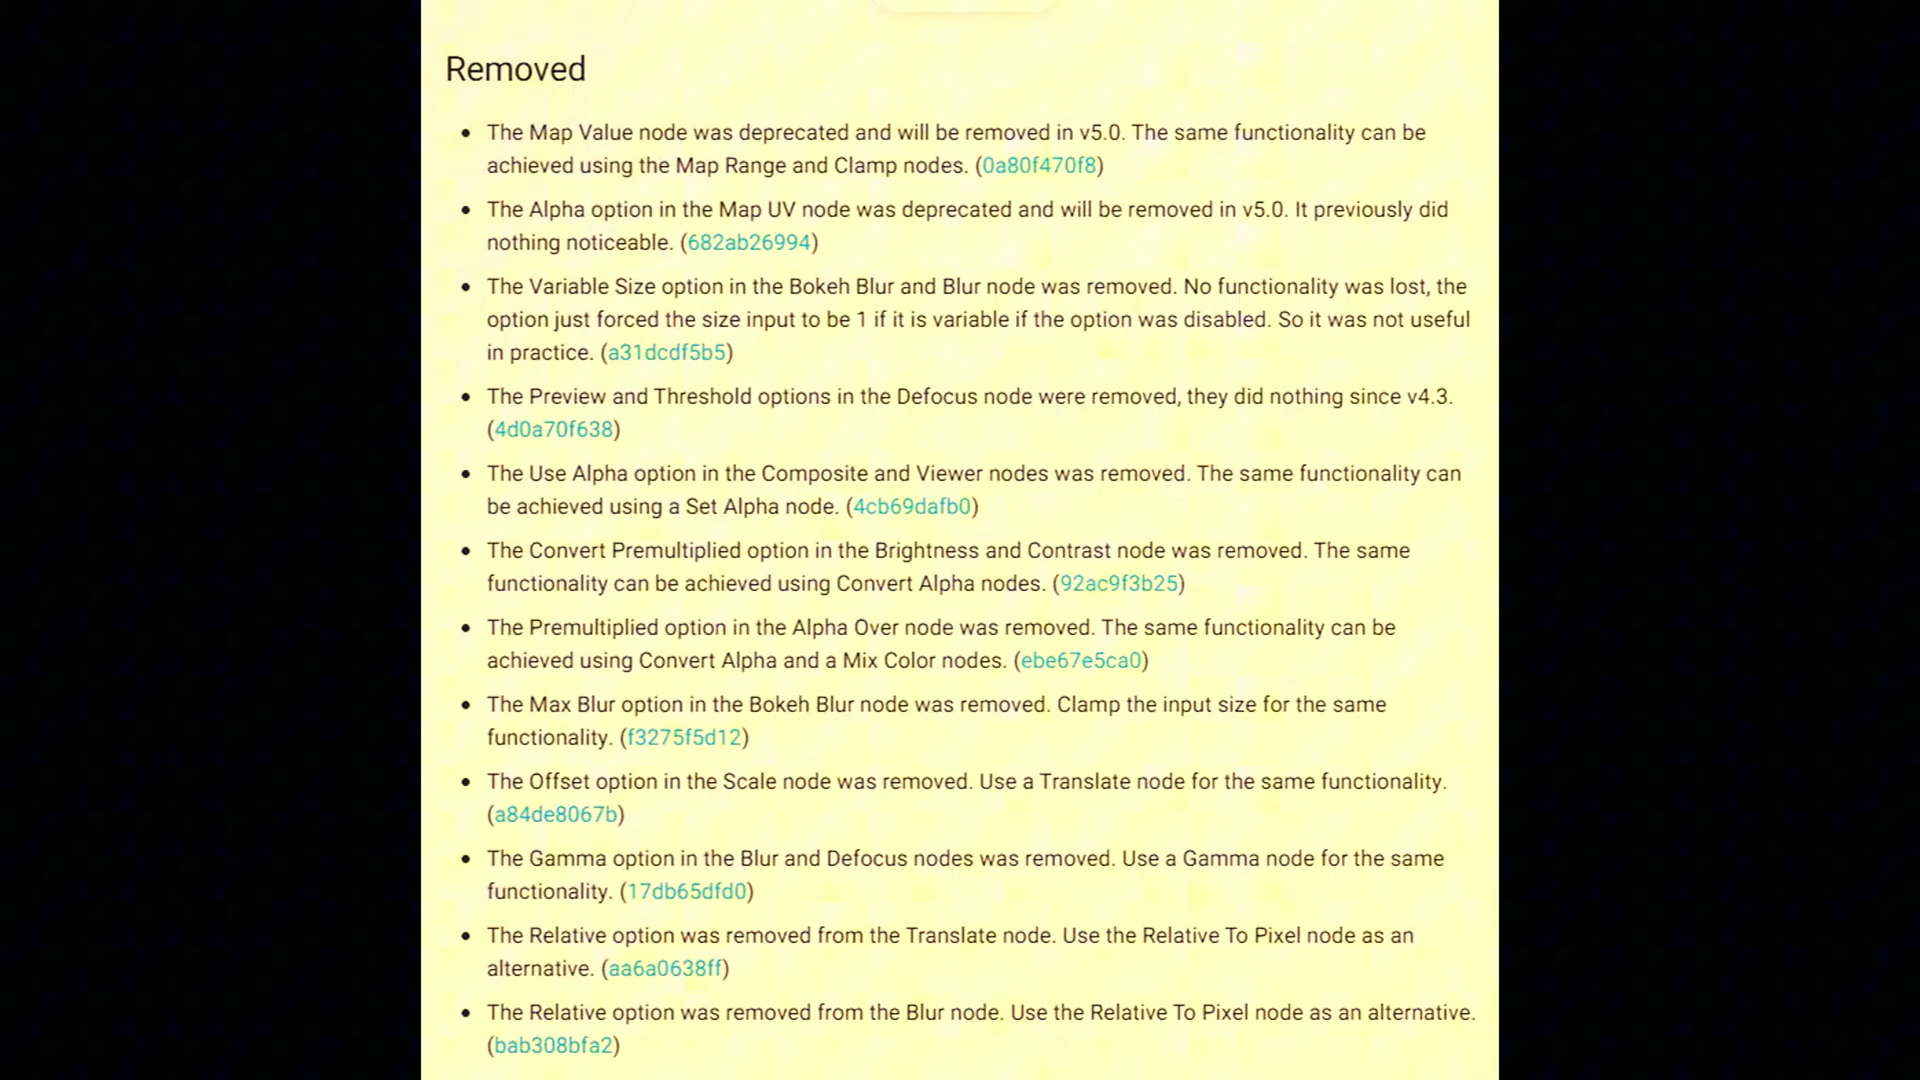 Removed
The Map Value node was deprecated and will be removed in v5.0. The same functionality can be
achieved using the Map Range and Clamp nodes. (0a80f470f8)
The Alpha option in the Map UV node was deprecated and will be removed in v5.0. It previously did
nothing noticeable. (682ab26994)
The Variable Size option in the Bokeh Blur and Blur node was removed. No functionality was lost, the
option just forced the size input to be 1 if it is variable if the option was disabled. So it was not useful
in practice. (a31dcdf5b5)
The Preview and Threshold options in the Defocus node were removed, they did nothing since v4.3.
(4d0a70f638)
The Use Alpha option in the Composite and Viewer nodes was removed. The same functionality can
be achieved using a Set Alpha node. (4cb69dafb0)
The Convert Premultiplied option in the Brightness and Contrast node was removed. The same
functionality can be achieved using Convert Alpha nodes. (92ac9f3b25)
The Premultiplied option in the Alpha Over node was removed. The same functionality can be
achieved using Convert Alpha and a Mix Color nodes. (ebe67e5ca0)
The Max Blur option in the Bokeh Blur node was removed. Clamp the input size for the same
functionality. (f3275f5d12)
The Offset option in the Scale node was removed. Use a Translate node for the same functionality.
(a84de8067b)
The Gamma option in the Blur and Defocus nodes was removed. Use a Gamma node for the same
functionality. (17db65dfd0)
The Relative option was removed from the Translate node. Use the Relative To Pixel node as an
alternative. (aa6a0638ff)
The Relative option was removed from the Blur node. Use the Relative To Pixel node as an alternative.
(bab308bfa2)